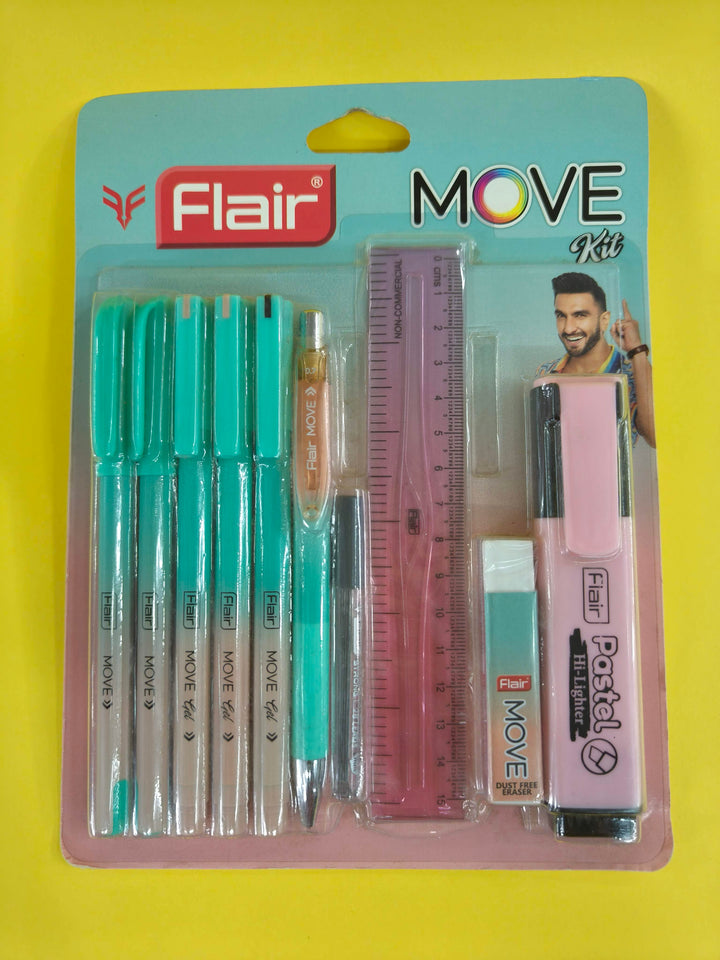 Flair®
MOVE
Kit
NON-COMMERCIAL
0 cms 1 2 3 4 5 6 7 8 9 10 11 12 13 14 15
Flair
Flair MOVE
Flair MOVE
Flair MOVE
Flair MOVE Gel
Flair MOVE Gel
Flair MOVE Gel
Flair
MOVE
DUST FREE
ERASER
Flair
Pastel
Hi-Lighter